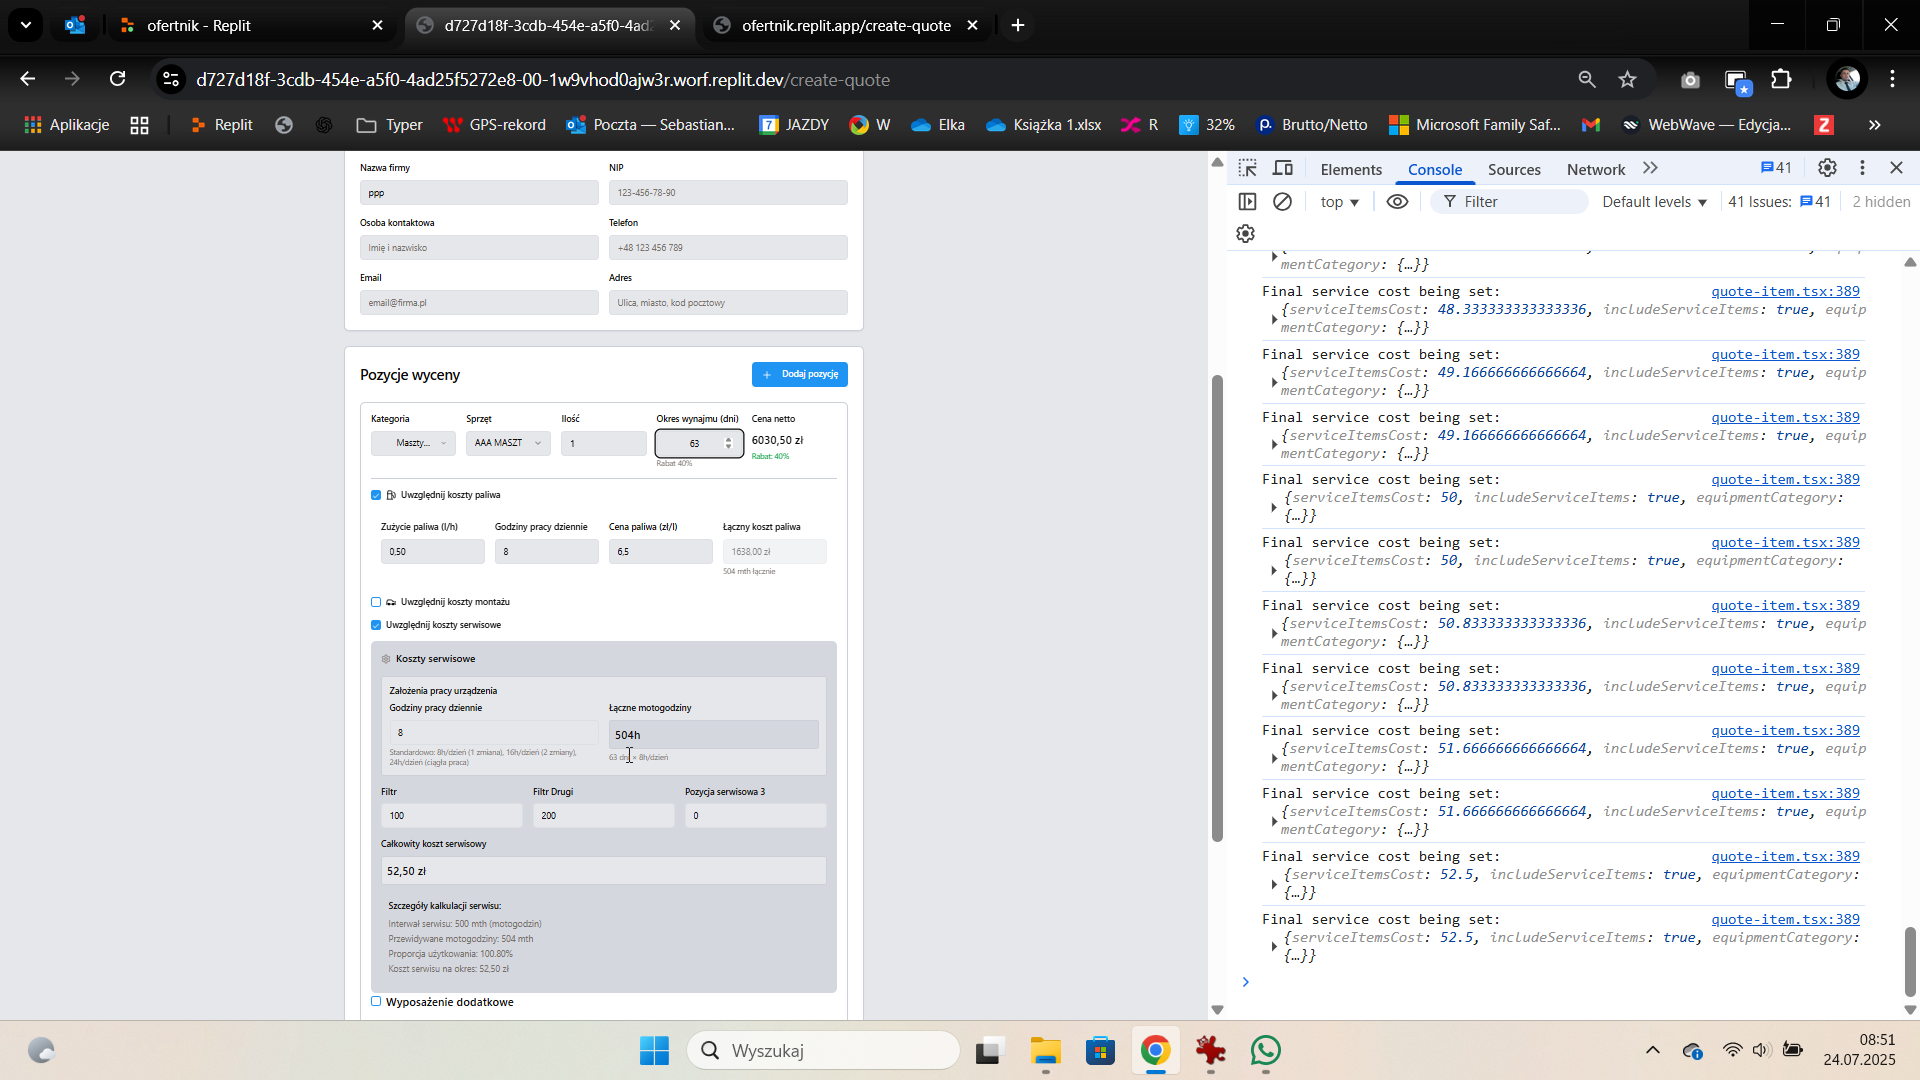 ofertnik - Replit
d727d18f-3cdb-454e-a5f0-4ad
ofertnik.replit.app/create-quote
d727d18f-3cdb-454e-a5f0-4ad25f5272e8-00-1w9vhod0ajw3r.worf.replit.dev/create-quote
Aplikacje
Replit
Typer
GPS-rekord
Poczta — Sebastian...
7 JAZDY
W
Elka
Książka 1.xlsx
R
32%
Brutto/Netto
Microsoft Family Saf...
WebWave — Edycja...
Z
Nazwa firmy
NIP
ppp
123-456-78-90
Osoba kontaktowa
Telefon
Imię i nazwisko
+48 123 456 789
Email
Adres
email@firma.pl
Ulica, miasto, kod pocztowy
Pozycje wyceny
+ Dodaj pozycję
Kategoria
Sprzęt
Ilość
Okres wynajmu (dni)
Cena netto
Maszty...
AAA MASZT
1
63
6030,50 zł
Rabat 40%
Rabat: 40%
Uwzględnij koszty paliwa
Zużycie paliwa (l/h)
Godziny pracy dziennie
Cena paliwa (zł/l)
Łączny koszt paliwa
0,50
8
6,5
1638,00 zł
504 mth łącznie
Uwzględnij koszty montażu
Uwzględnij koszty serwisowe
Koszty serwisowe
Założenia pracy urządzenia
Godziny pracy dziennie
Łączne motogodziny
8
504h
Standardowo: 8h/dzień (1 zmiana), 16h/dzień (2 zmiany),
24h/dzień (ciągła praca)
63 dni × 8h/dzień
Filtr
Filtr Drugi
Pozycja serwisowa 3
100
200
0
Całkowity koszt serwisowy
52,50 zł
Szczegóły kalkulacji serwisu:
Interwał serwisu: 500 mth (motogodzin)
Przewidywane motogodziny: 504 mth
Proporcja użytkowania: 100.80%
Koszt serwisu na okres: 52,50 zł
Wyposażenie dodatkowe
Elements
Console
Sources
Network
41
top
Filter
Default levels
41 Issues: 41
2 hidden
mentCategory: {…}}
Final service cost being set: quote-item.tsx:389
{serviceItemsCost: 48.333333333333336, includeServiceItems: true, equip
mentCategory: {…}}
Final service cost being set: quote-item.tsx:389
{serviceItemsCost: 49.166666666666664, includeServiceItems: true, equip
mentCategory: {…}}
Final service cost being set: quote-item.tsx:389
{serviceItemsCost: 49.166666666666664, includeServiceItems: true, equip
mentCategory: {…}}
Final service cost being set: quote-item.tsx:389
{serviceItemsCost: 50, includeServiceItems: true, equipmentCategory:
{…}}
Final service cost being set: quote-item.tsx:389
{serviceItemsCost: 50, includeServiceItems: true, equipmentCategory:
{…}}
Final service cost being set: quote-item.tsx:389
{serviceItemsCost: 50.833333333333336, includeServiceItems: true, equip
mentCategory: {…}}
Final service cost being set: quote-item.tsx:389
{serviceItemsCost: 50.833333333333336, includeServiceItems: true, equip
mentCategory: {…}}
Final service cost being set: quote-item.tsx:389
{serviceItemsCost: 51.666666666666664, includeServiceItems: true, equip
mentCategory: {…}}
Final service cost being set: quote-item.tsx:389
{serviceItemsCost: 51.666666666666664, includeServiceItems: true, equip
mentCategory: {…}}
Final service cost being set: quote-item.tsx:389
{serviceItemsCost: 52.5, includeServiceItems: true, equipmentCategory:
{…}}
Final service cost being set: quote-item.tsx:389
{serviceItemsCost: 52.5, includeServiceItems: true, equipmentCategory:
{…}}
Wyszukaj
08:51
24.07.2025